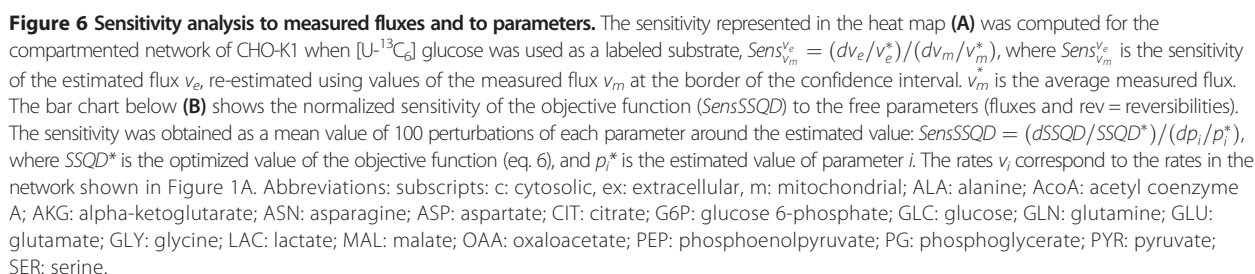 Figure 6 Sensitivity analysis to measured fluxes and to parameters. The sensitivity represented in the heat map (A) was computed for the
compartmented network of CHO-K1 when [U-¹³C₆] glucose was used as a labeled substrate, Sens^{v_e}_{v_m} = (dv_e/v_e^*)/(dv_m/v_m^*), where Sens^{v_e}_{v_m} is the sensitivity
of the estimated flux v_e, re-estimated using values of the measured flux v_m at the border of the confidence interval. v_m^* is the average measured flux.
The bar chart below (B) shows the normalized sensitivity of the objective function (SensSSQD) to the free parameters (fluxes and rev = reversibilities).
The sensitivity was obtained as a mean value of 100 perturbations of each parameter around the estimated value: SensSSQD = (dSSQD/SSQD*)/(dp_i/p_i^*),
where SSQD* is the optimized value of the objective function (eq. 6), and p_i* is the estimated value of parameter i. The rates v_i correspond to the rates in the
network shown in Figure 1A. Abbreviations: subscripts: c: cytosolic, ex: extracellular, m: mitochondrial; ALA: alanine; AcoA: acetyl coenzyme
A; AKG: alpha-ketoglutarate; ASN: asparagine; ASP: aspartate; CIT: citrate; G6P: glucose 6-phosphate; GLC: glucose; GLN: glutamine; GLU:
glutamate; GLY: glycine; LAC: lactate; MAL: malate; OAA: oxaloacetate; PEP: phosphoenolpyruvate; PG: phosphoglycerate; PYR: pyruvate;
SER: serine.